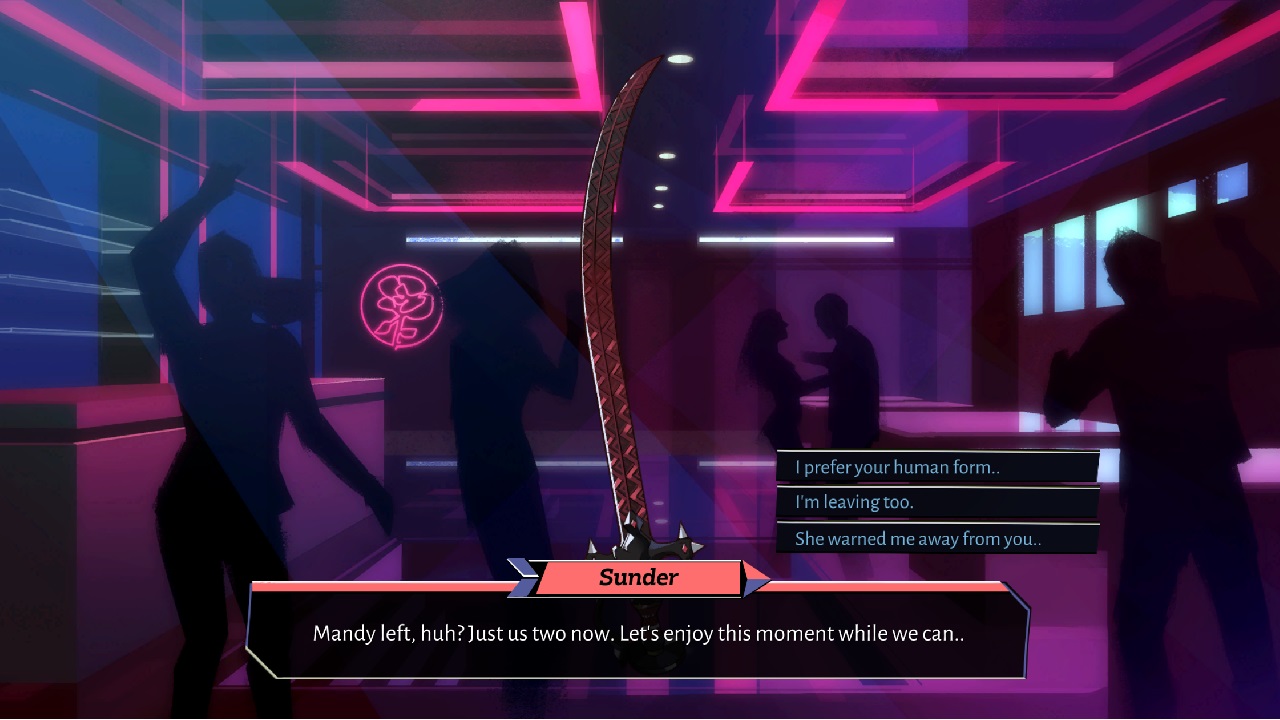 I prefer your human form..
I'm leaving too.
She warned me away from you..
Sunder
Mandy left, huh? Just us two now. Let's enjoy this moment while we can..